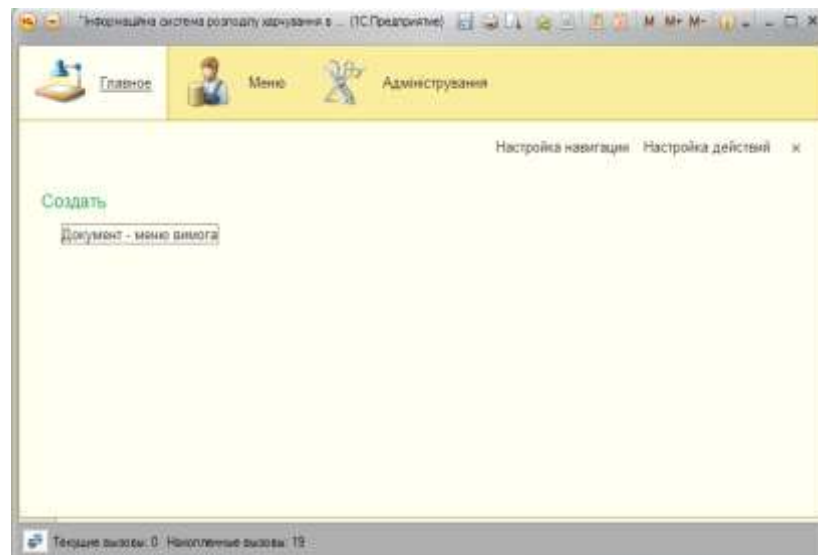 "Інформаційна система розподілу харчування в ... (1С:Предприятие) M M+ M-
Главное Меню Адміністрування
Настройка навигации Настройка действий ×
Создать
Документ - меню вимога
Текущие вызовы: 0 Накопленные вызовы: 19